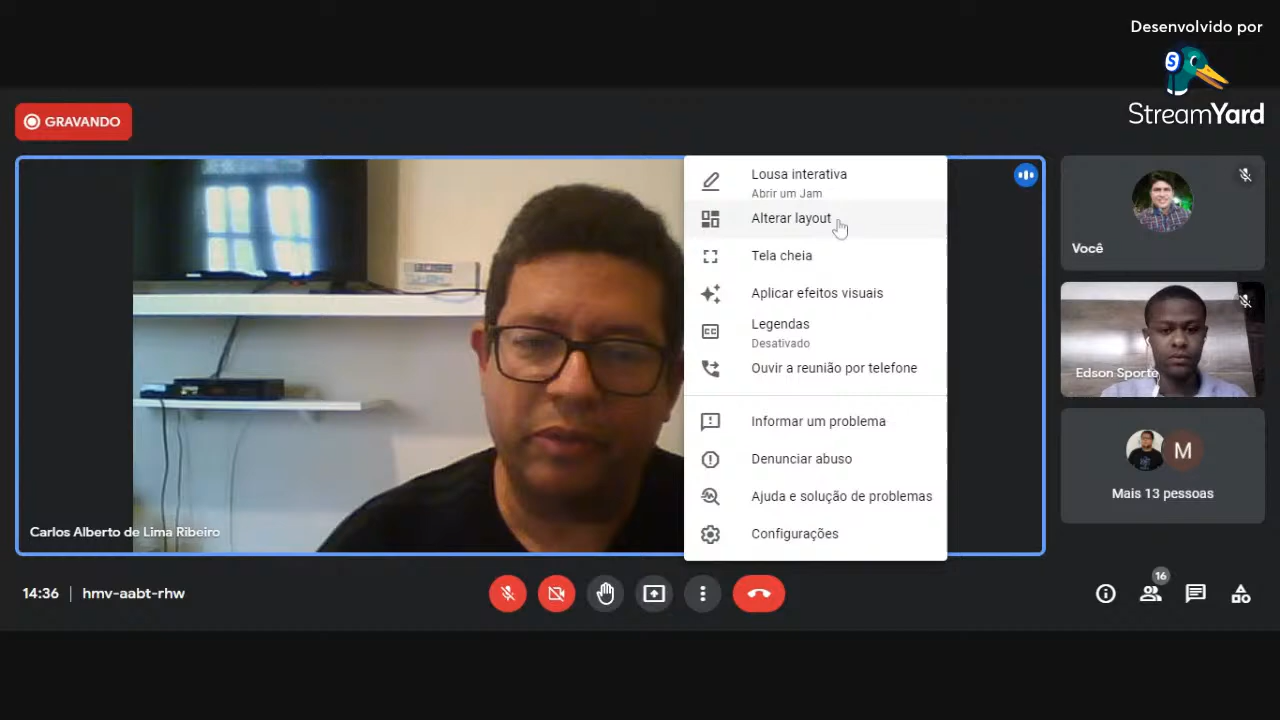 Desenvolvido por
StreamYard
GRAVANDO
Lousa interativa
Abrir um Jam
Alterar layout
Tela cheia
Aplicar efeitos visuais
Legendas
Desativado
Ouvir a reunião por telefone
Informar um problema
Denunciar abuso
Ajuda e solução de problemas
Configurações
Carlos Alberto de Lima Ribeiro
Você
Edson Sporte
M
Mais 13 pessoas
14:36 | hmv-aabt-rhw
16